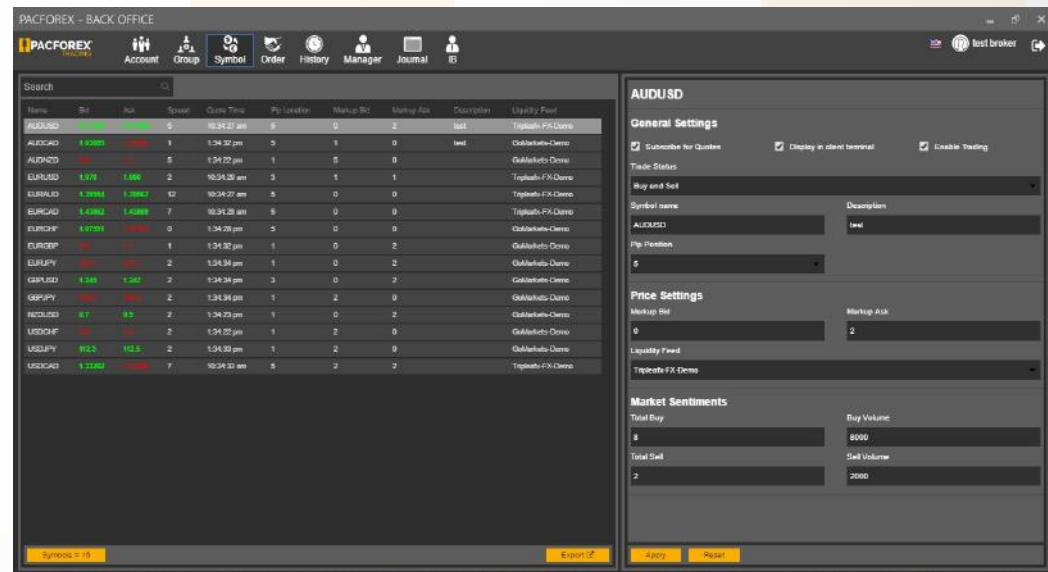 PACFOREX - BACK OFFICE
PACFOREX
TRADING
Account Group Symbol Order History Manager Journal IB
test broker
Search
Name Bid Ask Spread Quote Time Pip Location Markup Bid Markup Ask Description Liquidity Feed
AUDUSD 5 10:34:27 am 5 0 2 test Tripleafx-FX-Demo
AUDCAD 1 1:34:32 pm 5 1 0 test GoMarkets-Demo
AUDNZD 5 1:34:22 pm 1 5 0 GoMarkets-Demo
EURUSD 1.078 1.080 2 10:34:29 am 3 1 1 Tripleafx-FX-Demo
EURAUD 12 10:34:27 am 5 0 0 Tripleafx-FX-Demo
EURCAD 7 10:34:28 am 5 0 0 Tripleafx-FX-Demo
EURCHF 0 1:34:28 pm 5 0 0 GoMarkets-Demo
EURGBP 1 1:34:32 pm 1 0 2 GoMarkets-Demo
EURJPY 2 1:34:34 pm 1 0 2 GoMarkets-Demo
GBPUSD 1.245 1.247 2 1:34:34 pm 3 0 2 GoMarkets-Demo
GBPJPY 2 1:34:34 pm 1 2 0 GoMarkets-Demo
NZDUSD 2 1:34:23 pm 1 0 2 GoMarkets-Demo
USDCHF 2 1:34:22 pm 1 2 0 GoMarkets-Demo
USDJPY 112.3 112.5 2 1:34:33 pm 1 2 0 GoMarkets-Demo
USDCAD 7 10:34:33 am 5 2 2 Tripleafx-FX-Demo
Symbols = 15
Export
AUDUSD
General Settings
Subscribe for Quotes Display in client terminal Enable Trading
Trade Status
Buy and Sell
Symbol name Description
AUDUSD test
Pip Position
5
Price Settings
Markup Bid Markup Ask
0 2
Liquidity Feed
Tripleafx-FX-Demo
Market Sentiments
Total Buy Buy Volume
8 8000
Total Sell Sell Volume
2 2000
Apply Reset